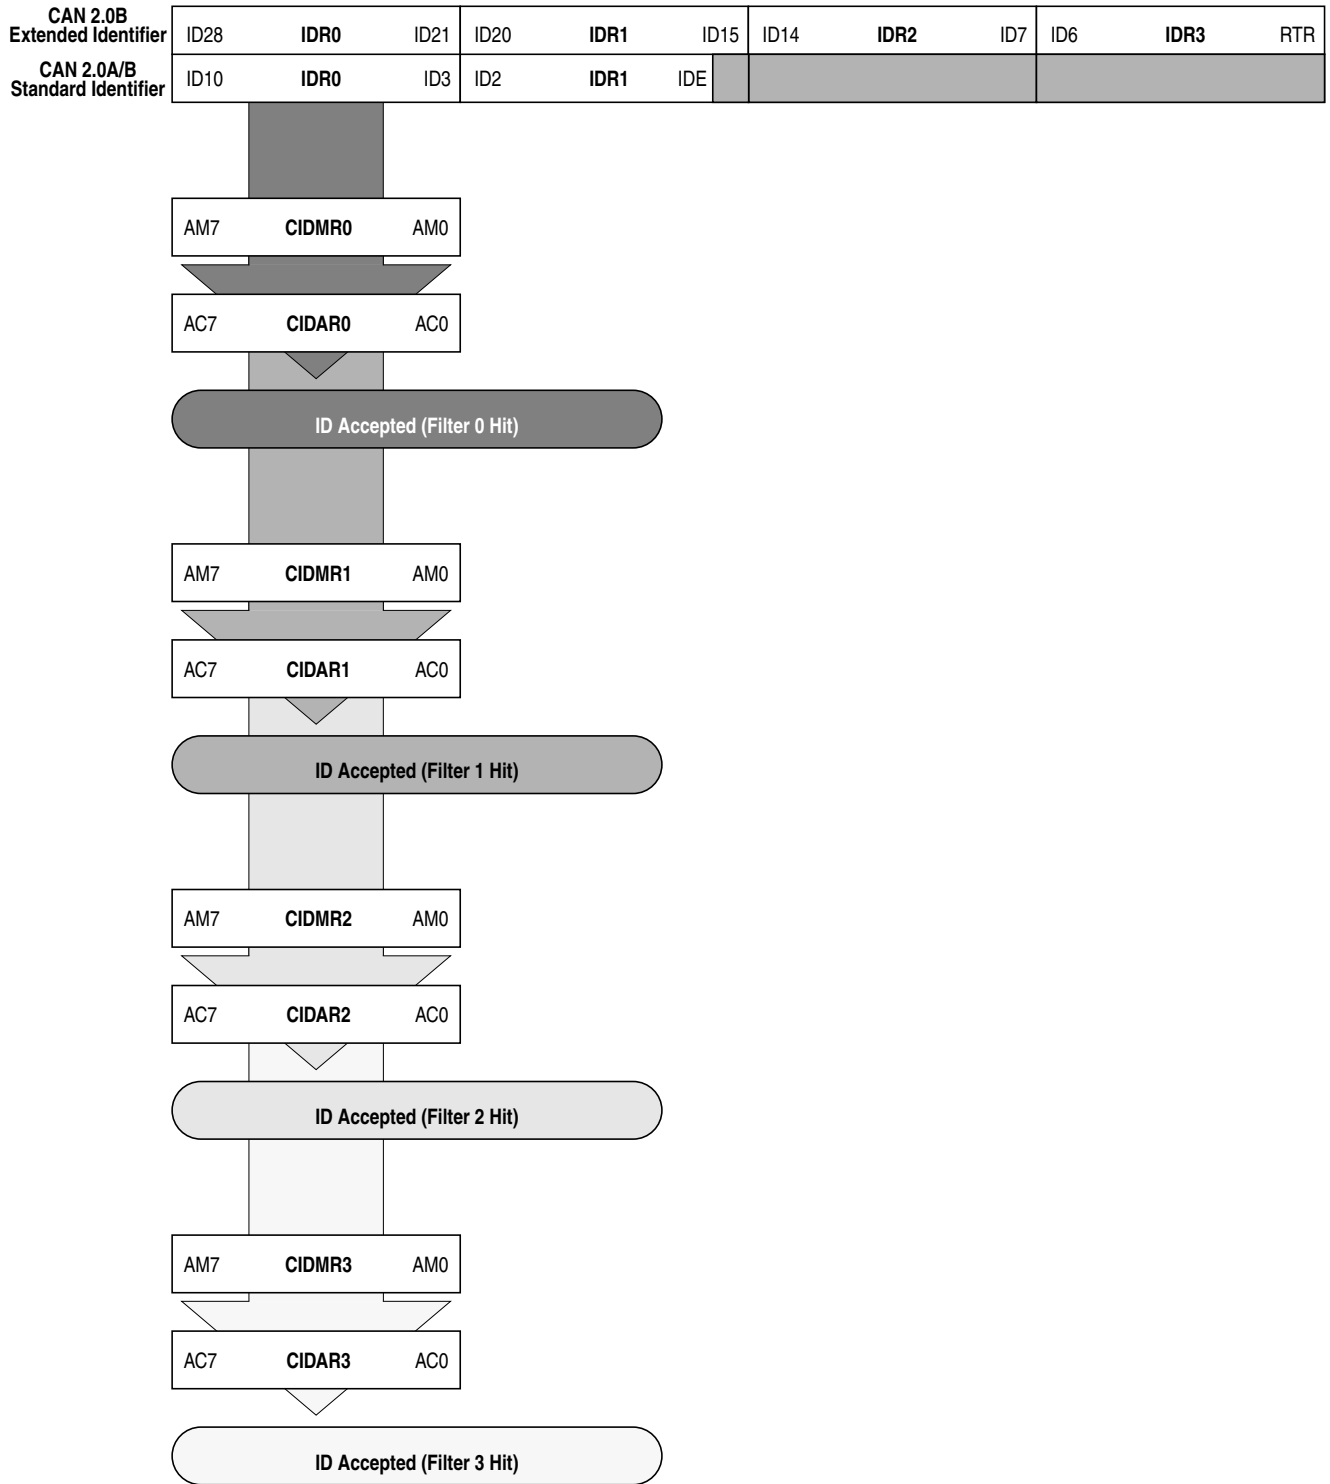 CAN 2.0B
Extended Identifier ID28 IDR0 ID21 ID20 IDR1 ID15 ID14 IDR2 ID7 ID6 IDR3 RTR
CAN 2.0A/B
Standard Identifier ID10 IDR0 ID3 ID2 IDR1 IDE
AM7 CIDMR0 AM0
AC7 CIDAR0 AC0
ID Accepted (Filter 0 Hit)
AM7 CIDMR1 AM0
AC7 CIDAR1 AC0
ID Accepted (Filter 1 Hit)
AM7 CIDMR2 AM0
AC7 CIDAR2 AC0
ID Accepted (Filter 2 Hit)
AM7 CIDMR3 AM0
AC7 CIDAR3 AC0
ID Accepted (Filter 3 Hit)